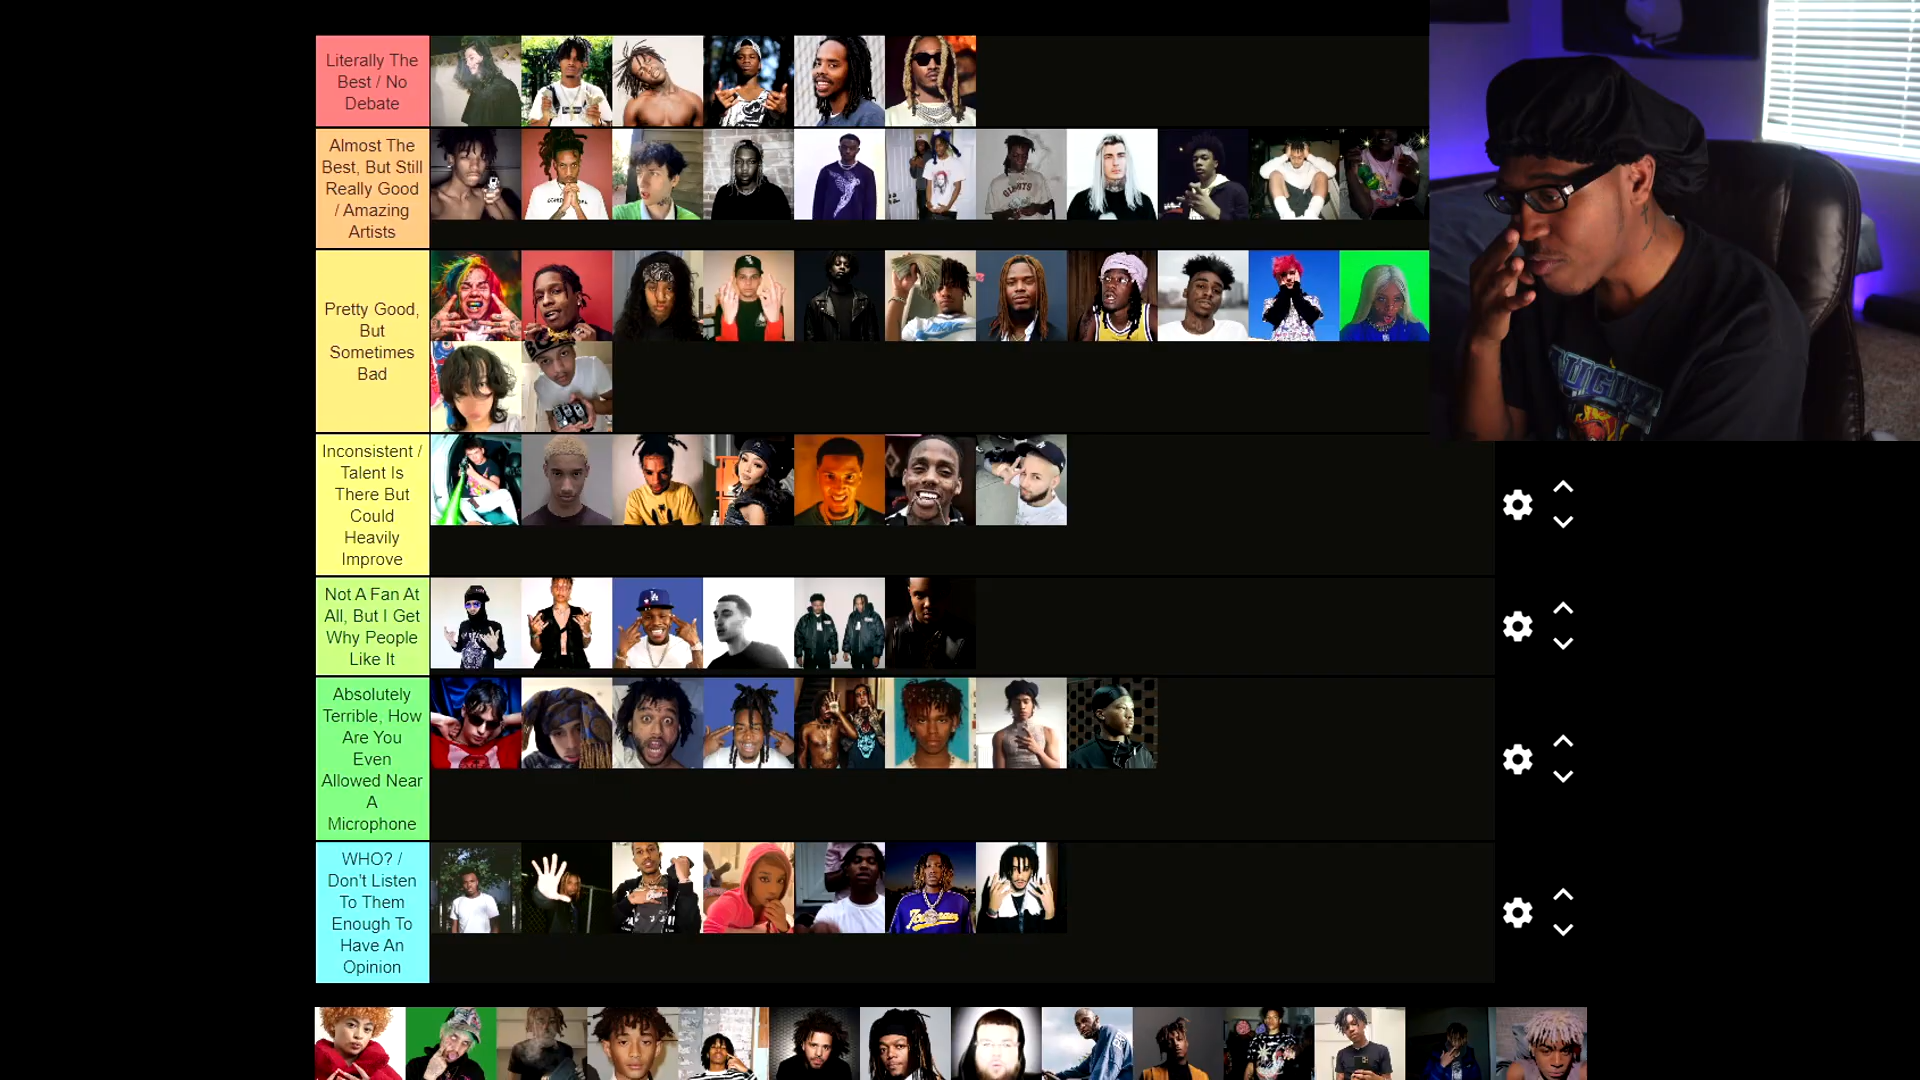 Literally The
Best / No
Debate
Almost The
Best, But Still
Really Good
/ Amazing
Artists
Pretty Good,
But
Sometimes
Bad
Inconsistent /
Talent Is
There But
Could
Heavily
Improve
Not A Fan At
All, But I Get
Why People
Like It
Absolutely
Terrible, How
Are You
Even
Allowed Near
A
Microphone
WHO? /
Don't Listen
To Them
Enough To
Have An
Opinion